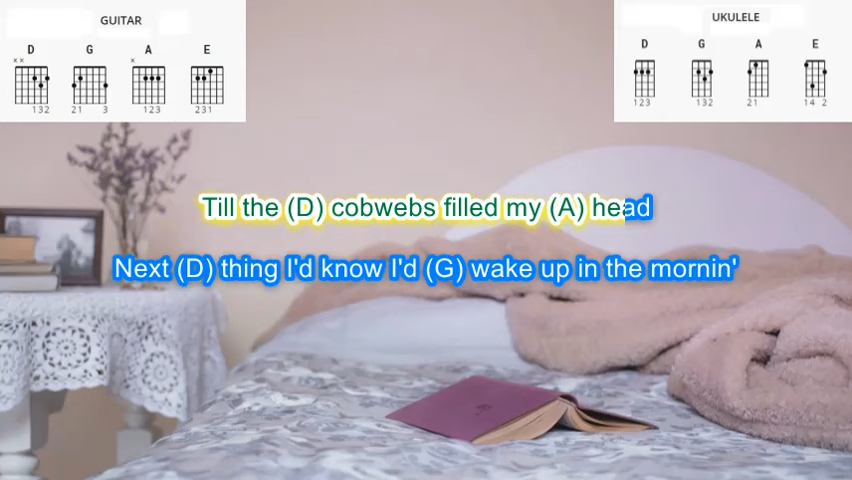 GUITAR
D G A E
xx x
132 21 3 123 231
UKULELE
D G A E
123 132 21 14 2
Till the (D) cobwebs filled my (A) head
Next (D) thing I'd know I'd (G) wake up in the mornin'